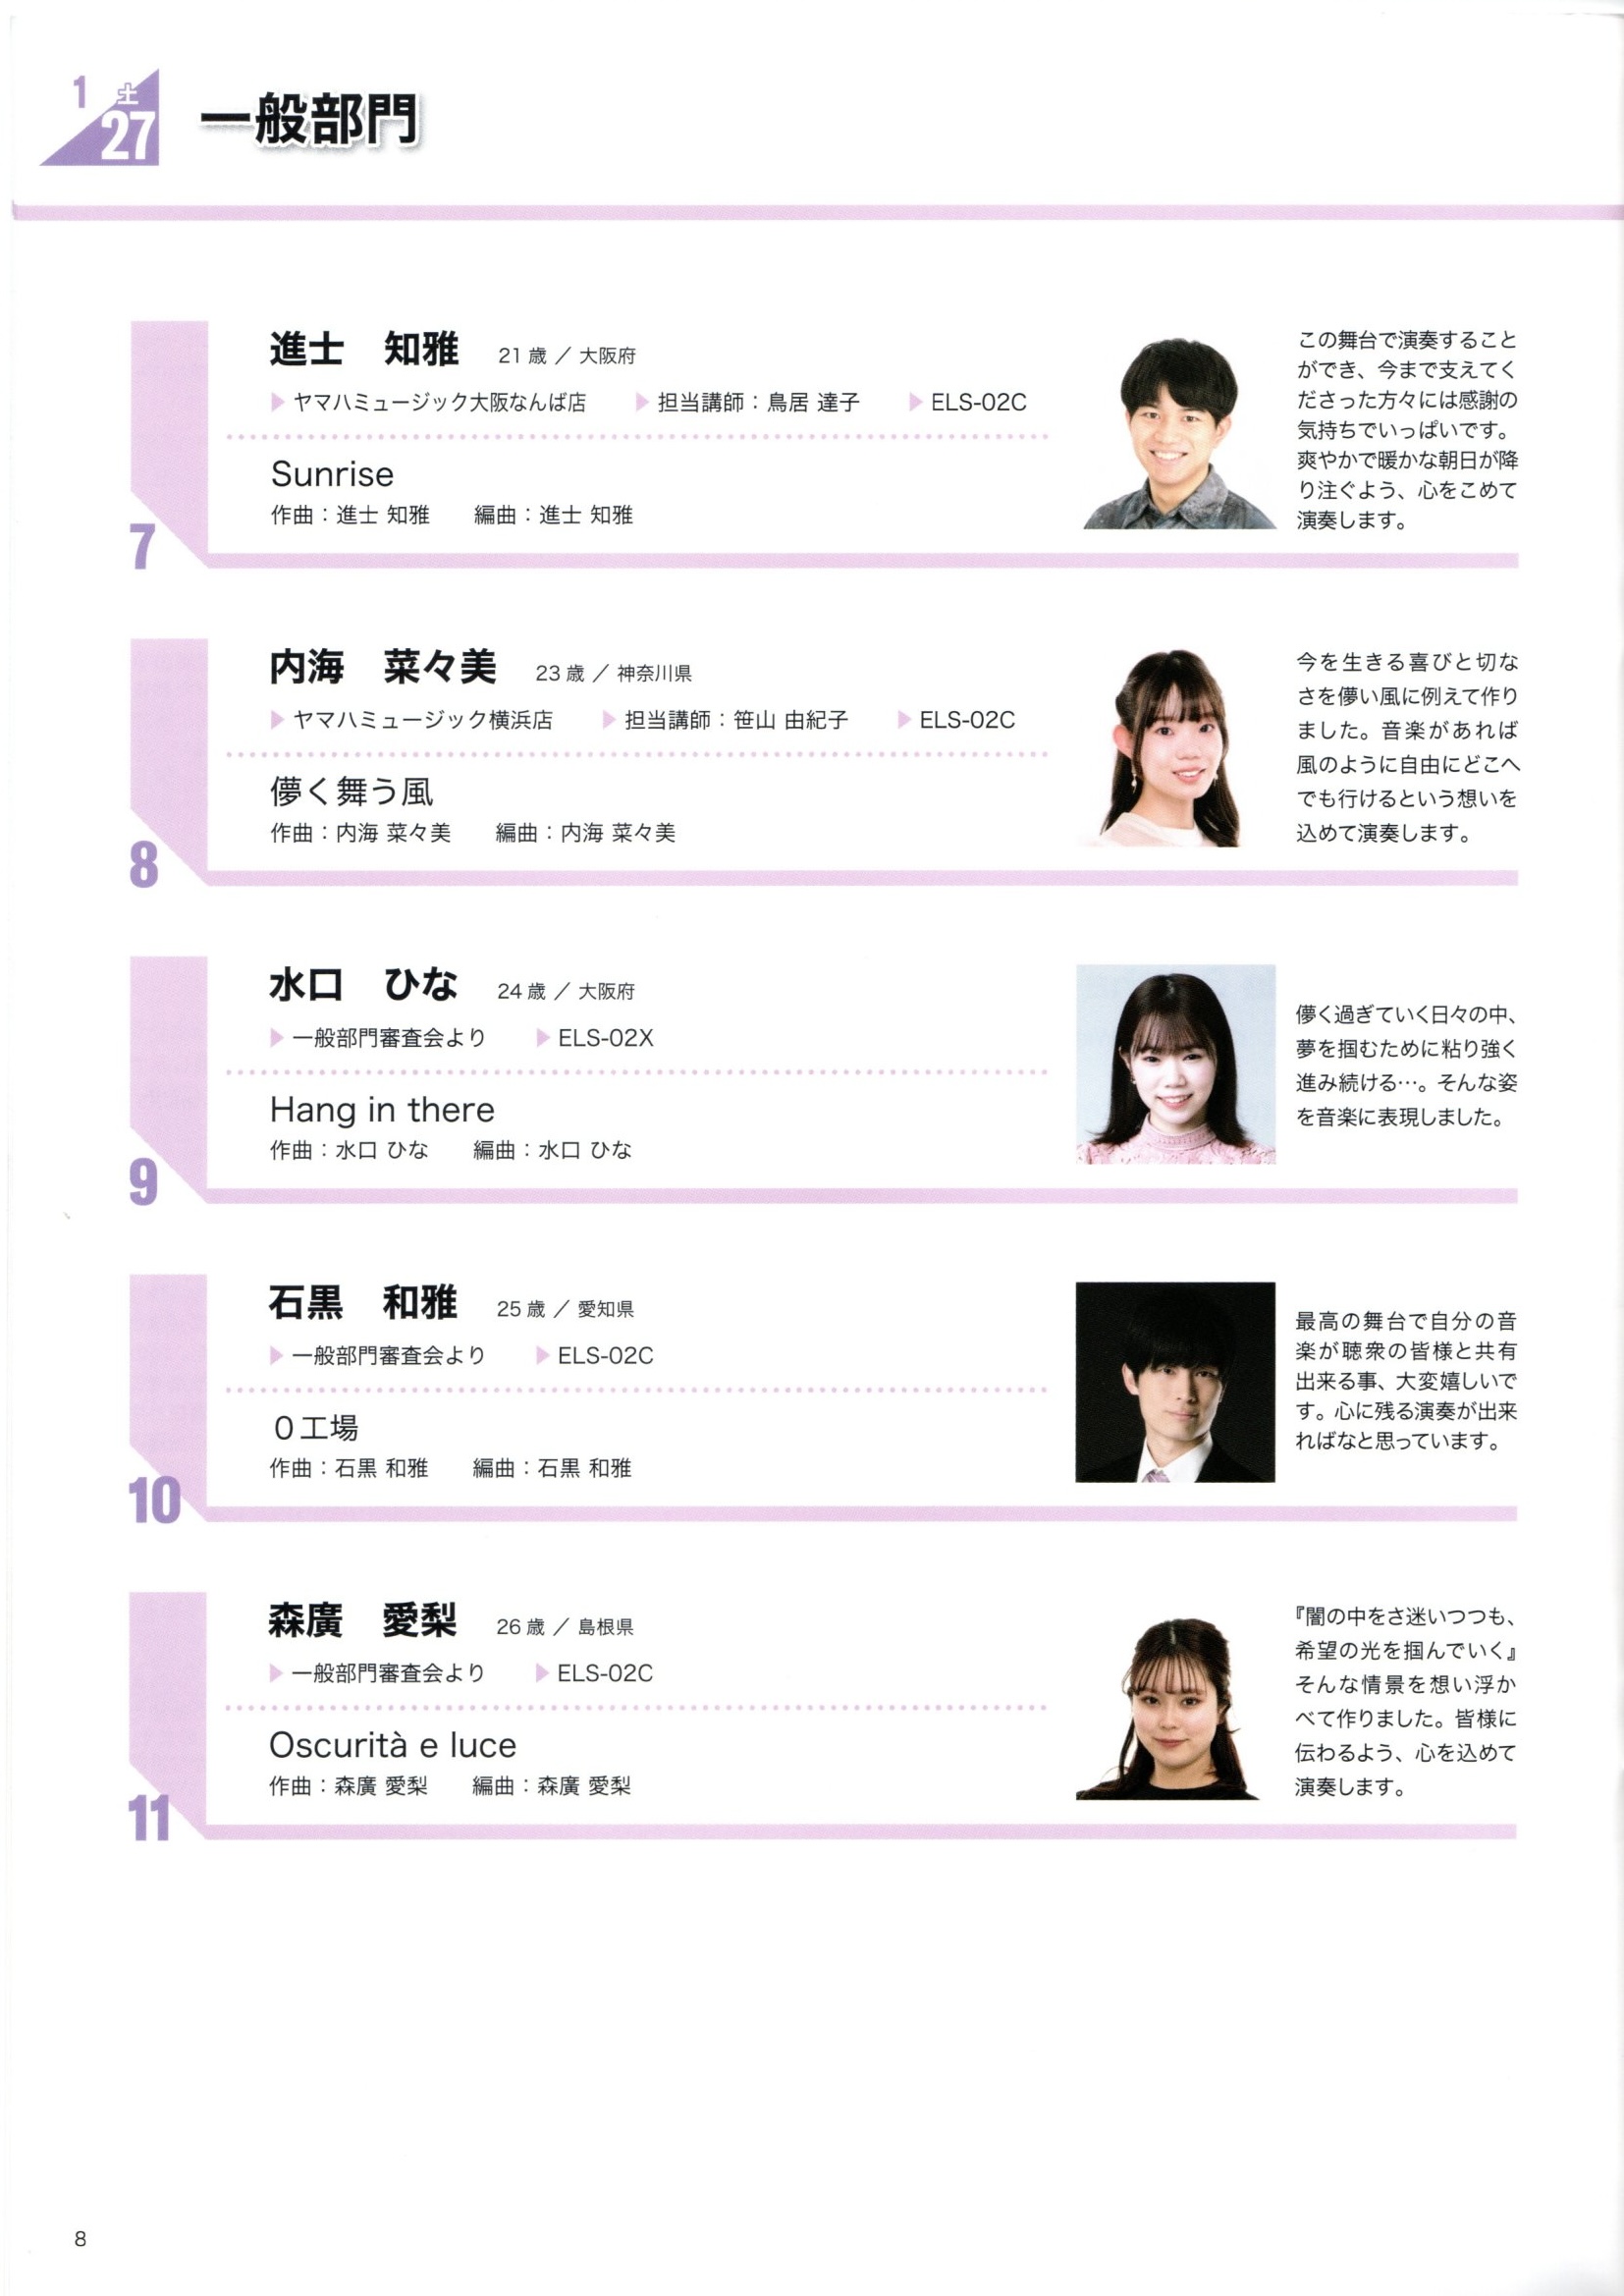 1
土
27
一般部門
進士 知雅 21歳 / 大阪府
▶ヤマハミュージック大阪なんば店 ▶担当講師：鳥居 達子 ▶ELS-02C
Sunrise
作曲：進士 知雅 編曲：進士 知雅
7
この舞台で演奏すること
ができ、今まで支えてく
ださった方々には感謝の
気持ちでいっぱいです。
爽やかで暖かな朝日が降
り注ぐよう、心をこめて
演奏します。
内海 菜々美 23歳 / 神奈川県
▶ヤマハミュージック横浜店 ▶担当講師：笹山 由紀子 ▶ELS-02C
儚く舞う風
作曲：内海 菜々美 編曲：内海 菜々美
8
今を生きる喜びと切な
さを儚い風に例えて作り
ました。音楽があれば
風のように自由にどこへ
でも行けるという想いを
込めて演奏します。
水口 ひな 24歳 / 大阪府
▶一般部門審査会より ▶ELS-02X
Hang in there
作曲：水口 ひな 編曲：水口 ひな
9
儚く過ぎていく日々の中、
夢を掴むために粘り強く
進み続ける…。そんな姿
を音楽に表現しました。
石黒 和雅 25歳 / 愛知県
▶一般部門審査会より ▶ELS-02C
0工場
作曲：石黒 和雅 編曲：石黒 和雅
10
最高の舞台で自分の音
楽が聴衆の皆様と共有
出来る事、大変嬉しいで
す。心に残る演奏が出来
ればなと思っています。
森廣 愛梨 26歳 / 島根県
▶一般部門審査会より ▶ELS-02C
Oscurità e luce
作曲：森廣 愛梨 編曲：森廣 愛梨
11
『闇の中をさ迷いつつも、
希望の光を掴んでいく』
そんな情景を想い浮か
べて作りました。皆様に
伝わるよう、心を込めて
演奏します。
8